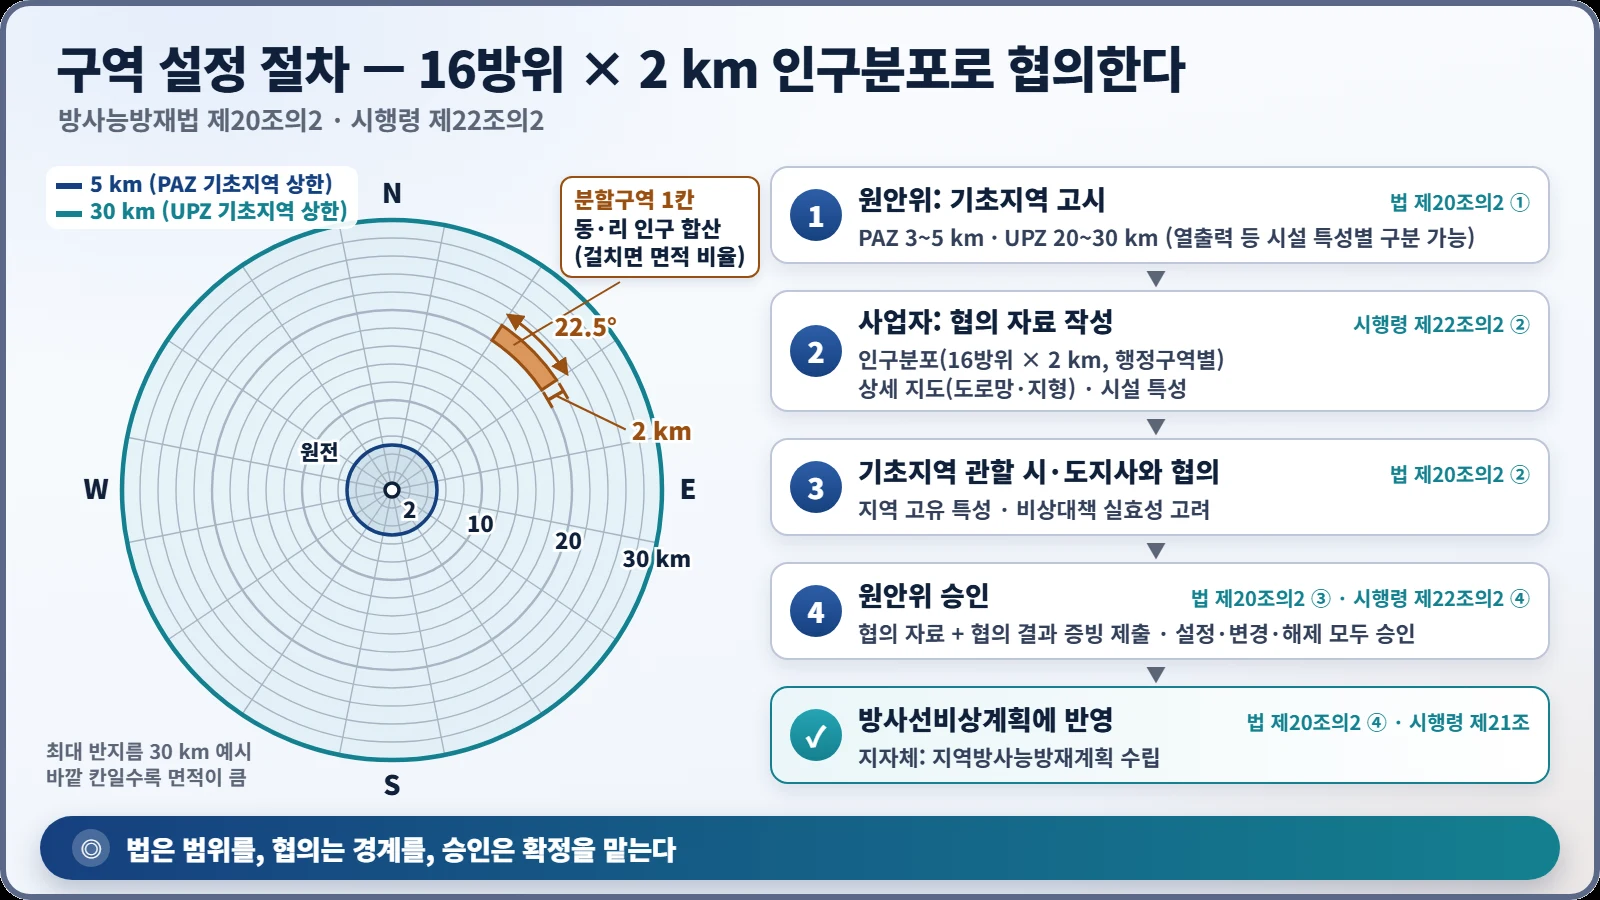 구역 설정 절차 — 16방위 × 2 km 인구분포로 협의한다
방사능방재법 제20조의2 · 시행령 제22조의2
5 km (PAZ 기초지역 상한)
30 km (UPZ 기초지역 상한)
N
분할구역 1칸
동·리 인구 합산
(걸치면 면적 비율)
22.5°
2 km
원전
W
E
2
10
20
30 km
S
최대 반지름 30 km 예시
바깥 칸일수록 면적이 큼
1
원안위: 기초지역 고시
법 제20조의2 ①
PAZ 3~5 km · UPZ 20~30 km (열출력 등 시설 특성별 구분 가능)
2
사업자: 협의 자료 작성
시행령 제22조의2 ②
인구분포(16방위 × 2 km, 행정구역별)
상세 지도(도로망·지형) · 시설 특성
3
기초지역 관할 시·도지사와 협의
법 제20조의2 ②
지역 고유 특성 · 비상대책 실효성 고려
4
원안위 승인
법 제20조의2 ③ · 시행령 제22조의2 ④
협의 자료 + 협의 결과 증빙 제출 · 설정·변경·해제 모두 승인
✓
방사선비상계획에 반영
법 제20조의2 ④ · 시행령 제21조
지자체: 지역방사능방재계획 수립
◎ 법은 범위를, 협의는 경계를, 승인은 확정을 맡는다